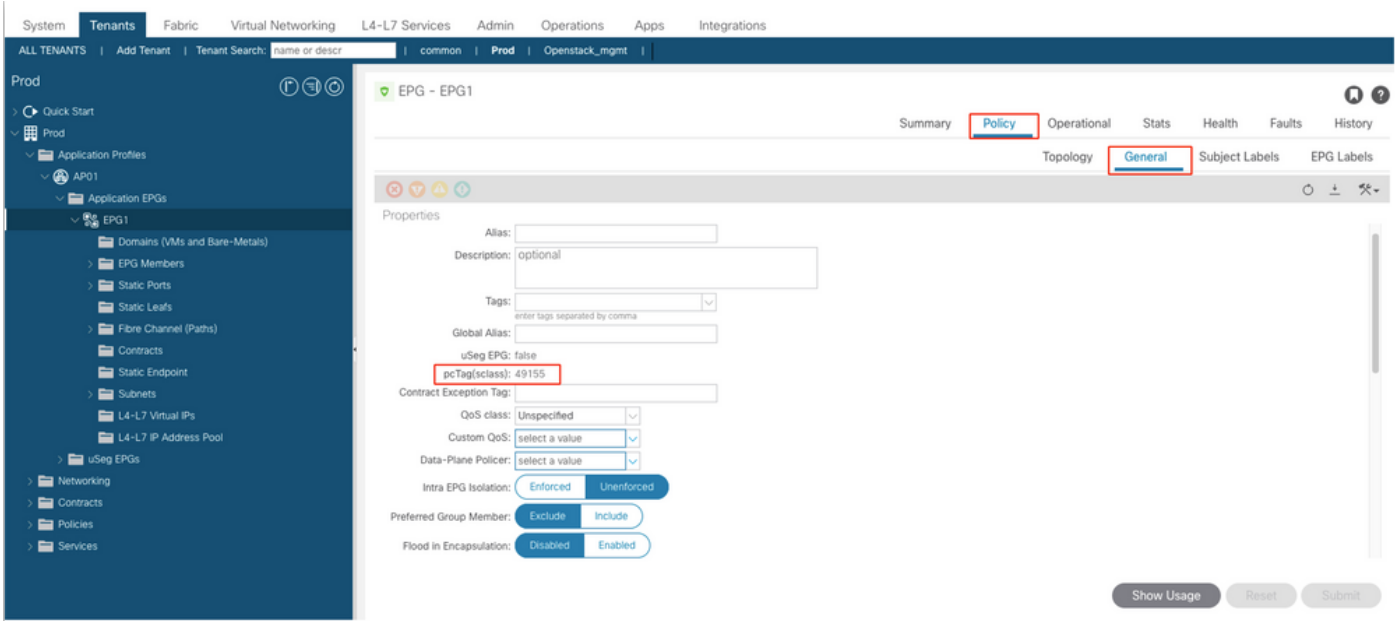 System Tenants Fabric Virtual Networking L4-L7 Services Admin Operations Apps Integrations
ALL TENANTS | Add Tenant | Tenant Search: name or descr | common | Prod | Openstack_mgmt |
Prod
Quick Start
Prod
Application Profiles
AP01
Application EPGs
EPG1
Domains (VMs and Bare-Metals)
EPG Members
Static Ports
Static Leafs
Fibre Channel (Paths)
Contracts
Static Endpoint
Subnets
L4-L7 Virtual IPs
L4-L7 IP Address Pool
uSeg EPGs
Networking
Contracts
Policies
Services
EPG - EPG1
Summary Policy Operational Stats Health Faults History
Topology General Subject Labels EPG Labels
Properties
Alias:
Description: optional
Tags:
enter tags separated by comma
Global Alias:
uSeg EPG: false
pcTag(sclass): 49155
Contract Exception Tag:
QoS class: Unspecified
Custom QoS: select a value
Data-Plane Policer: select a value
Intra EPG Isolation: Enforced Unenforced
Preferred Group Member: Exclude Include
Flood in Encapsulation: Disabled Enabled
Show Usage Reset Submit